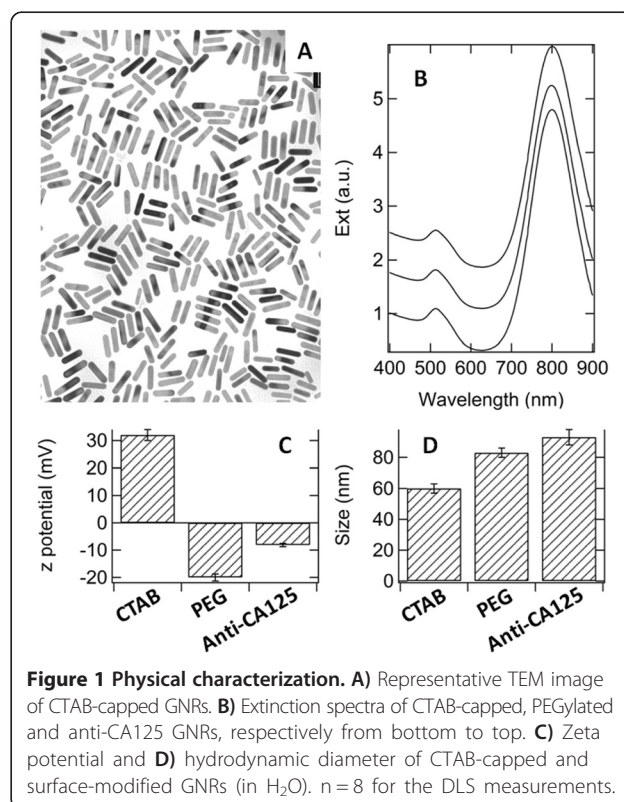 A
B
5
4
3
2
1
Ext (a.u.)
400 500 600 700 800 900
Wavelength (nm)
C
30
20
10
0
-10
-20
z potential (mV)
CTAB PEG Anti-CA125
D
80
60
40
20
0
Size (nm)
CTAB PEG Anti-CA125
Figure 1 Physical characterization. A) Representative TEM image
of CTAB-capped GNRs. B) Extinction spectra of CTAB-capped, PEGylated
and anti-CA125 GNRs, respectively from bottom to top. C) Zeta
potential and D) hydrodynamic diameter of CTAB-capped and
surface-modified GNRs (in H₂O). n = 8 for the DLS measurements.